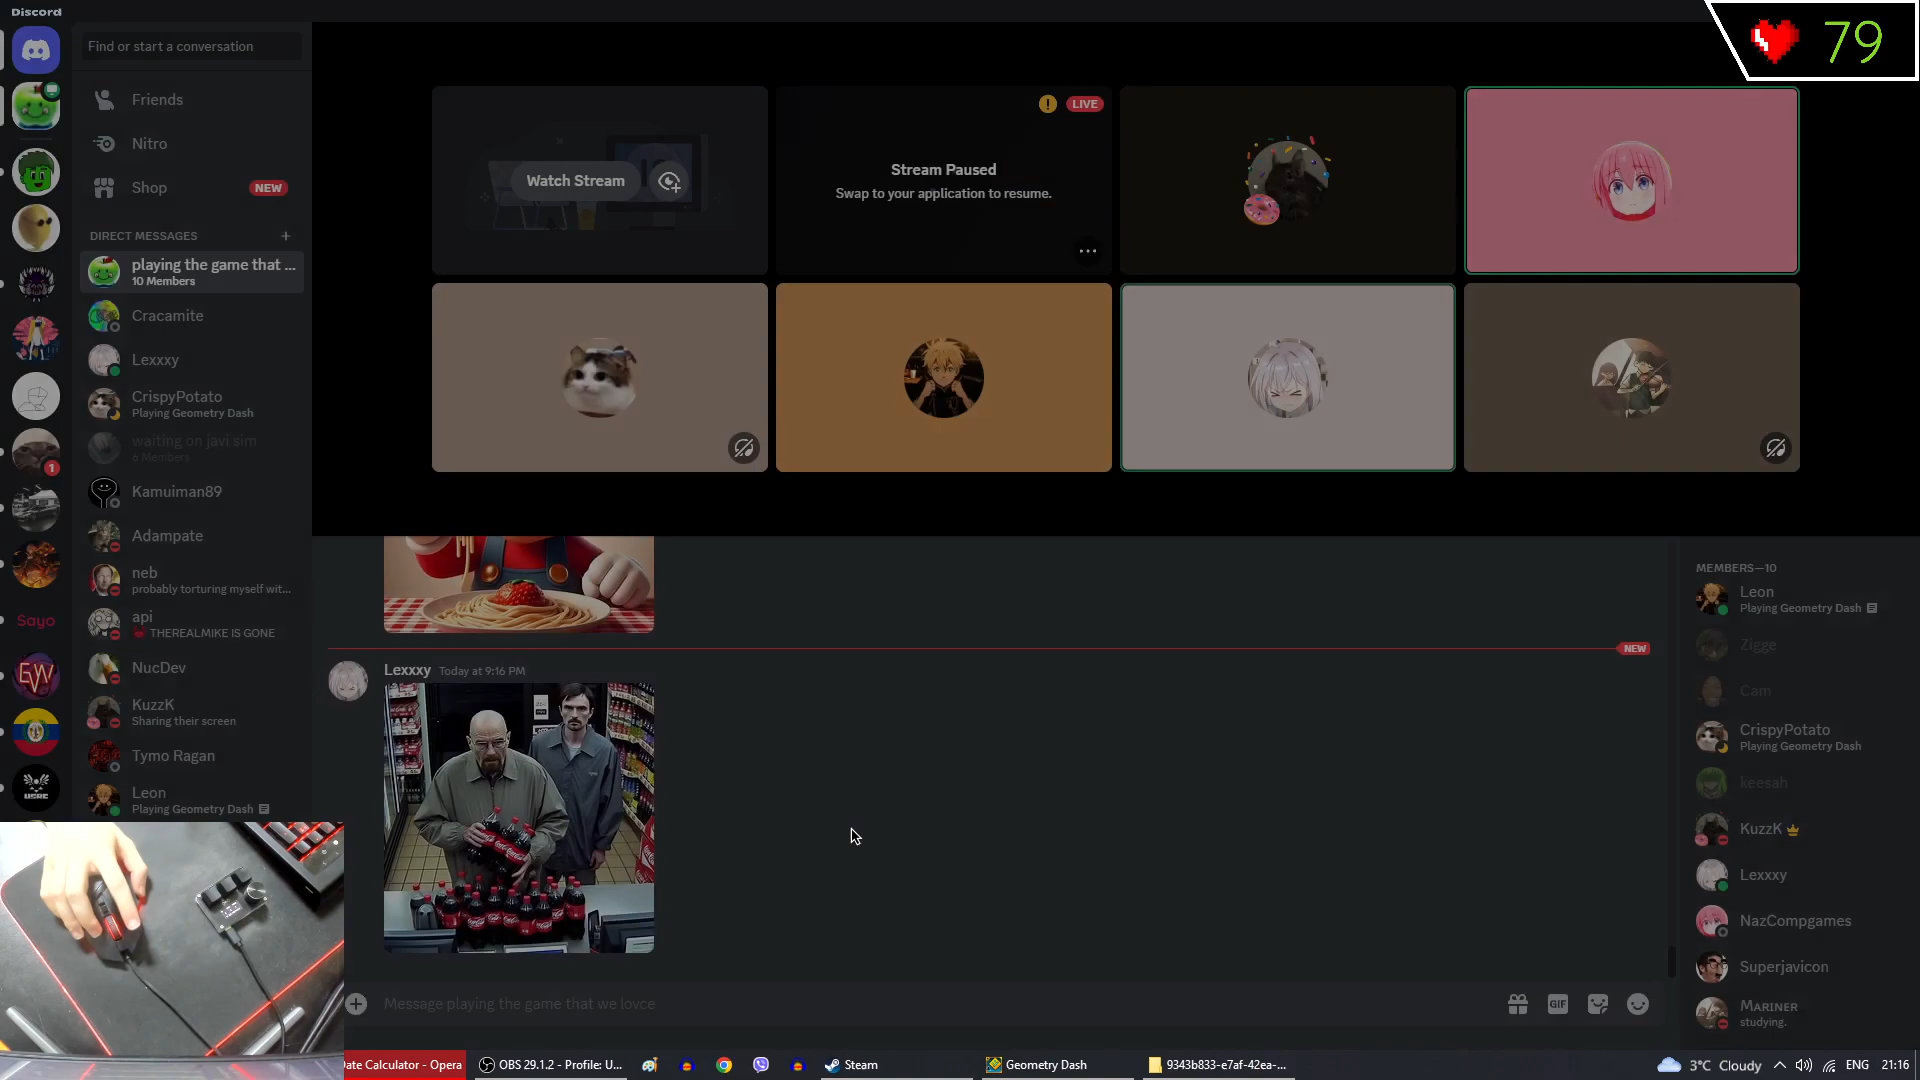 Discord
79
Find or start a conversation
Friends
Nitro
Shop
NEW
DIRECT MESSAGES
playing the game that ...
10 Members
Cracamite
Lexxxy
CrispyPotato
Playing Geometry Dash
waiting on javi sim
6 Members
1
Kamuiman89
Adampate
neb
probably torturing myself wit...
api
THEREALMIKE IS GONE
Sayo
NucDev
KuzzK
Sharing their screen
EW
Tymo Ragan
Leon
Playing Geometry Dash
Watch Stream
LIVE
Stream Paused
Swap to your application to resume.
NEW
Lexxxy Today at 9:16 PM
Message playing the game that we lovce
GIF
MEMBERS—10
Leon
Playing Geometry Dash
Zigge
Cam
CrispyPotato
Playing Geometry Dash
keesah
KuzzK
Lexxxy
NazCompgames
Superjavicon
MARINER
studying.
Date Calculator - Opera
OBS 29.1.2 - Profile: U...
Steam
Geometry Dash
9343b833-e7af-42ea-...
3°C Cloudy
ENG
21:16